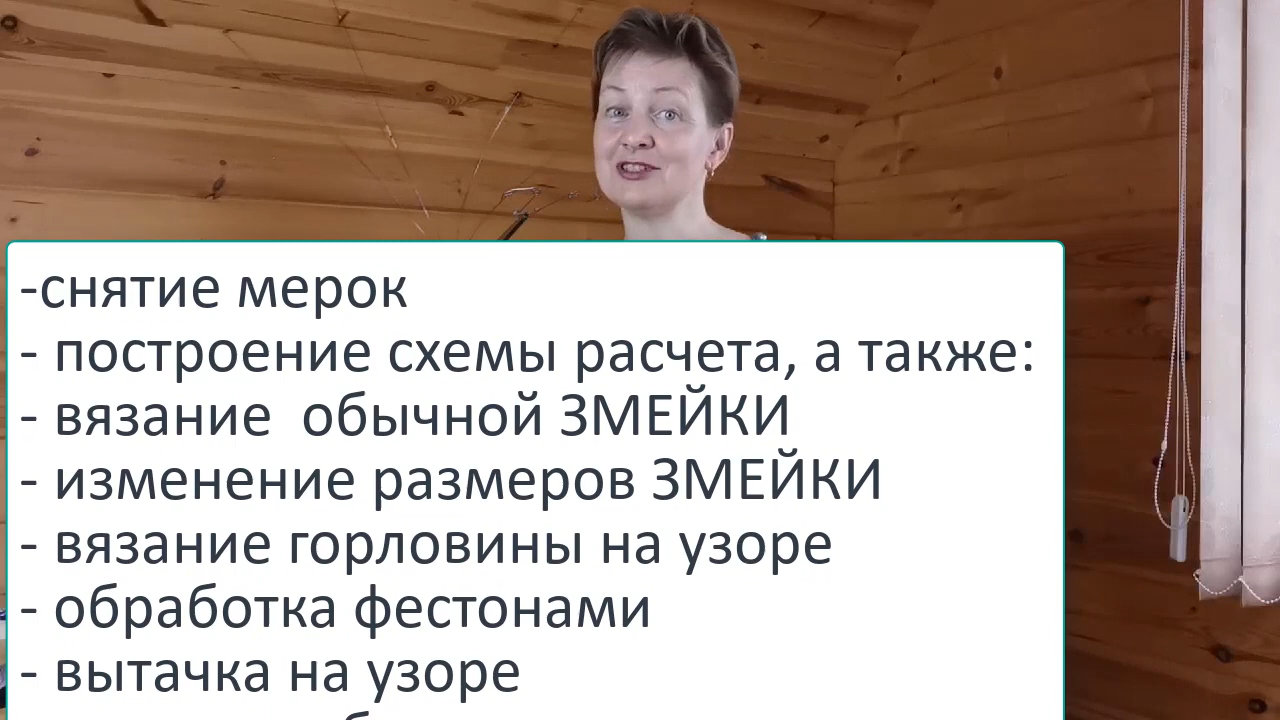 -снятие мерок
- построение схемы расчета, а также:
- вязание обычной ЗМЕЙКИ
- изменение размеров ЗМЕЙКИ
- вязание горловины на узоре
- обработка фестонами
- вытачка на узоре